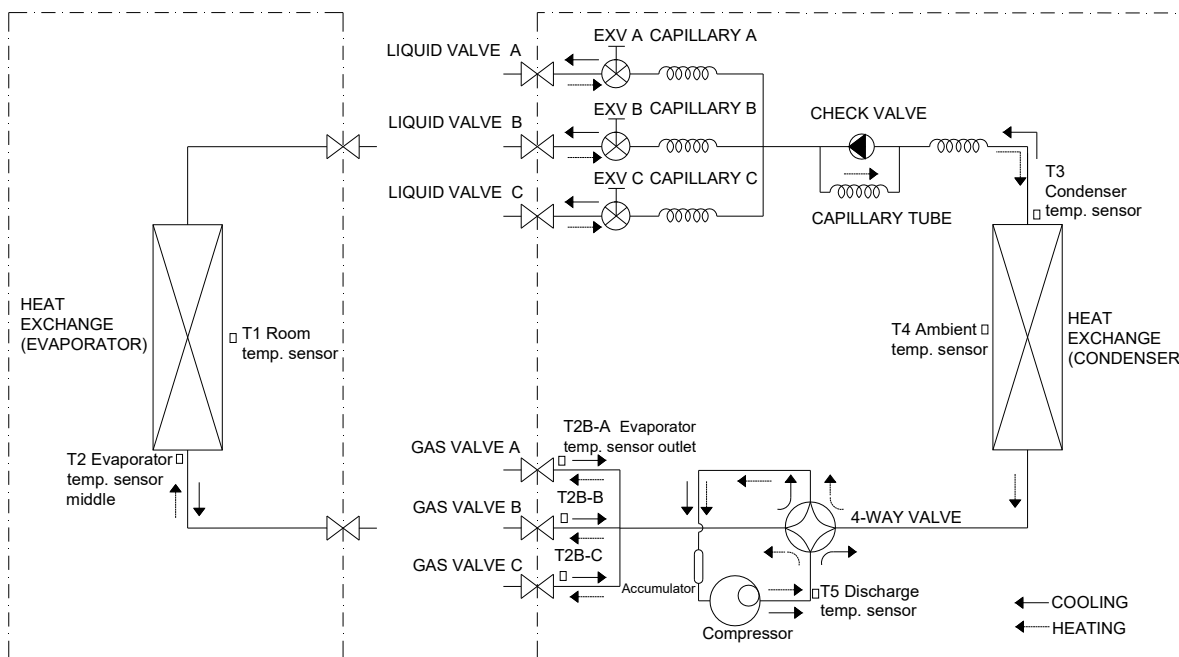 EXV A CAPILLARY A
LIQUID VALVE A
EXV B CAPILLARY B
LIQUID VALVE B
CHECK VALVE
EXV C CAPILLARY C
LIQUID VALVE C
CAPILLARY TUBE
T3
Condenser
temp. sensor
HEAT
EXCHANGE
(EVAPORATOR)
T1 Room
temp. sensor
T4 Ambient
temp. sensor
HEAT
EXCHANGE
(CONDENSER
T2 Evaporator
temp. sensor
middle
T2B-A Evaporator
temp. sensor outlet
GAS VALVE A
T2B-B
GAS VALVE B
4-WAY VALVE
T2B-C
GAS VALVE C
Accumulator
T5 Discharge
temp. sensor
Compressor
COOLING
HEATING